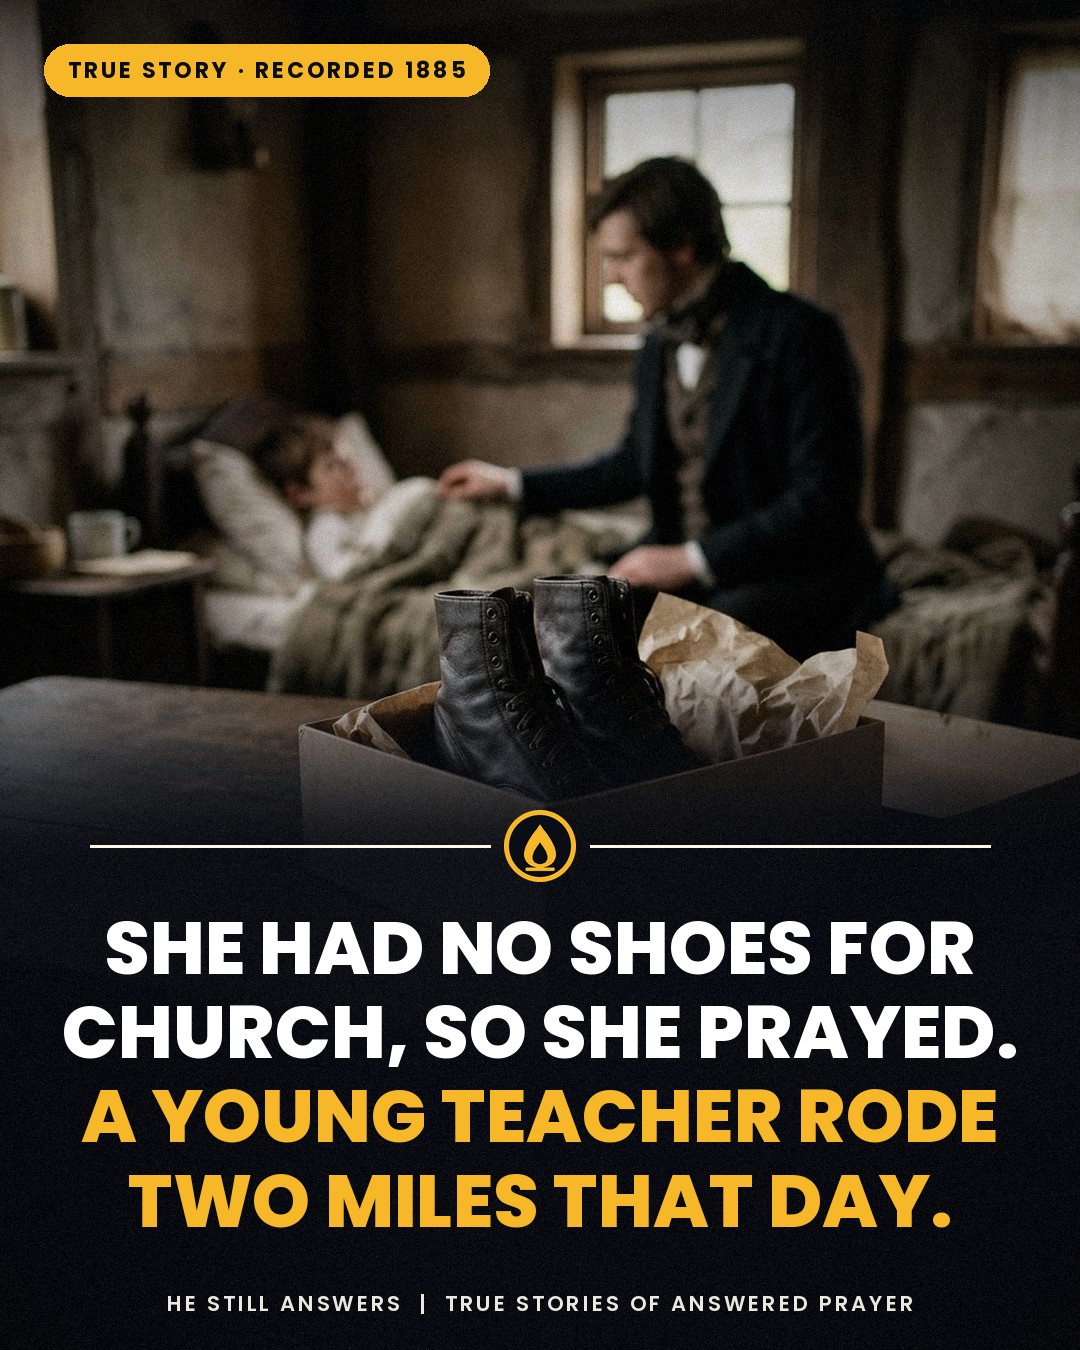 TRUE STORY · RECORDED 1885
SHE HAD NO SHOES FOR
CHURCH, SO SHE PRAYED.
A YOUNG TEACHER RODE
TWO MILES THAT DAY.
HE STILL ANSWERS | TRUE STORIES OF ANSWERED PRAYER